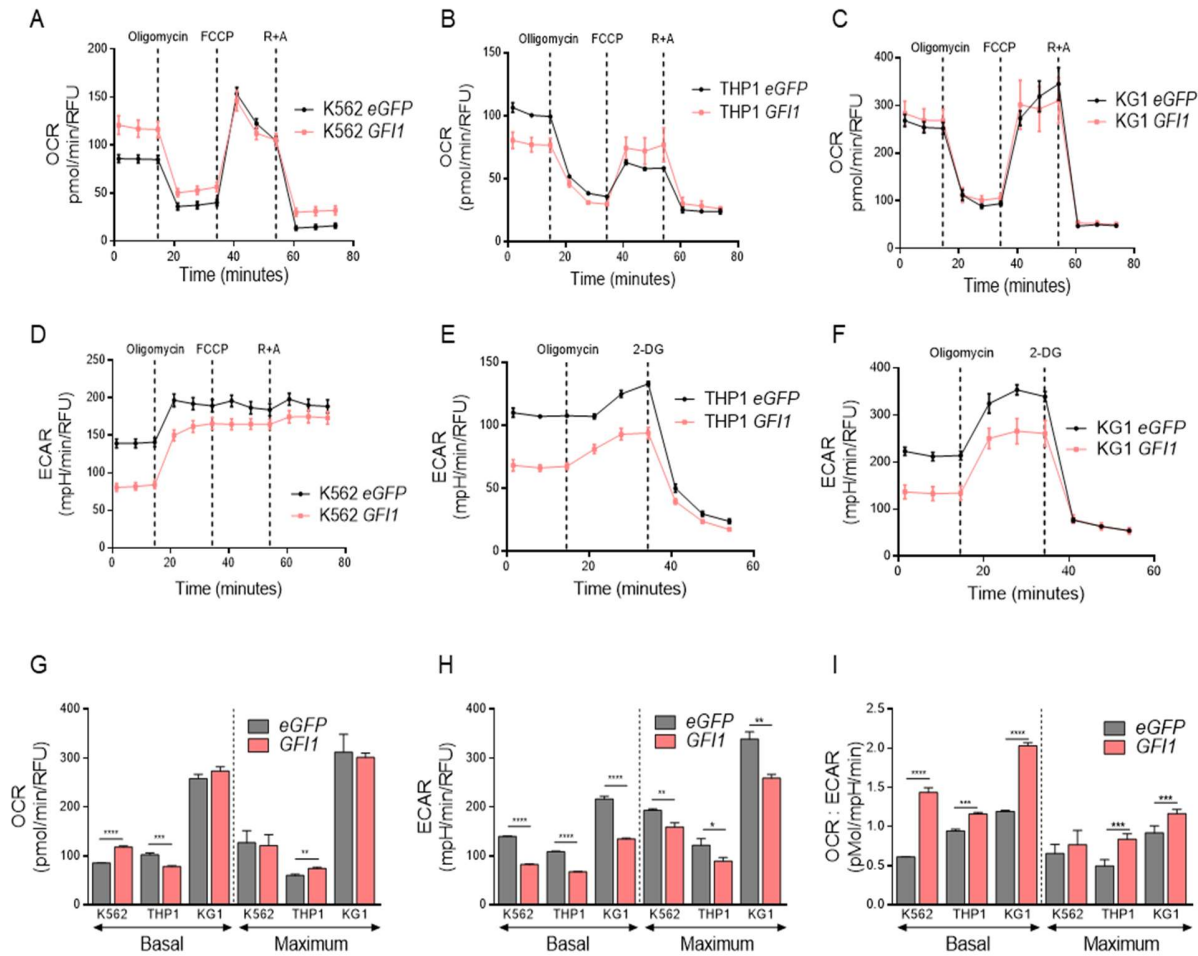 A
Oligomycin FCCP R+A
200
150
100
50
0
OCR
pmol/min/RFU
K562 eGFP
K562 GFI1
0 20 40 60 80
Time (minutes)
B
Olligomycin FCCP R+A
150
100
50
0
OCR
(pmol/min/RFU)
THP1 eGFP
THP1 GFI1
0 20 40 60 80
Time (minutes)
C
Oligomycin FCCP R+A
400
300
200
100
0
OCR
pmol/min/RFU
KG1 eGFP
KG1 GFI1
0 20 40 60 80
Time (minutes)
D
Oligomycin FCCP R+A
250
200
150
100
50
0
ECAR
(mpH/min/RFU)
K562 eGFP
K562 GFI1
0 20 40 60 80
Time (minutes)
E
Oligomycin 2-DG
150
100
50
0
ECAR
(mpH/min/RFU)
THP1 eGFP
THP1 GFI1
0 20 40 60
Time (minutes)
F
Oligomycin 2-DG
400
300
200
100
0
ECAR
(mpH/min/RFU)
KG1 eGFP
KG1 GFI1
0 20 40 60
Time (minutes)
G
400
300
200
100
0
OCR
(pmol/min/RFU)
eGFP
GFI1
**** *** **
K562 THP1 KG1 K562 THP1 KG1
Basal Maximum
H
400
300
200
100
0
ECAR
(mpH/min/RFU)
eGFP
GFI1
**** **** **** ** * **
K562 THP1 KG1 K562 THP1 KG1
Basal Maximum
I
2.5
2.0
1.5
1.0
0.5
0.0
OCR : ECAR
(pMol/mpH/min)
eGFP
GFI1
**** *** **** *** ***
K562 THP1 KG1 K562 THP1 KG1
Basal Maximum